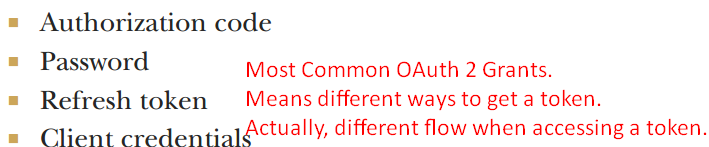 Authorization code
Password
Refresh token
Client credentials
Most Common OAuth 2 Grants.
Means different ways to get a token.
Actually, different flow when accessing a token.